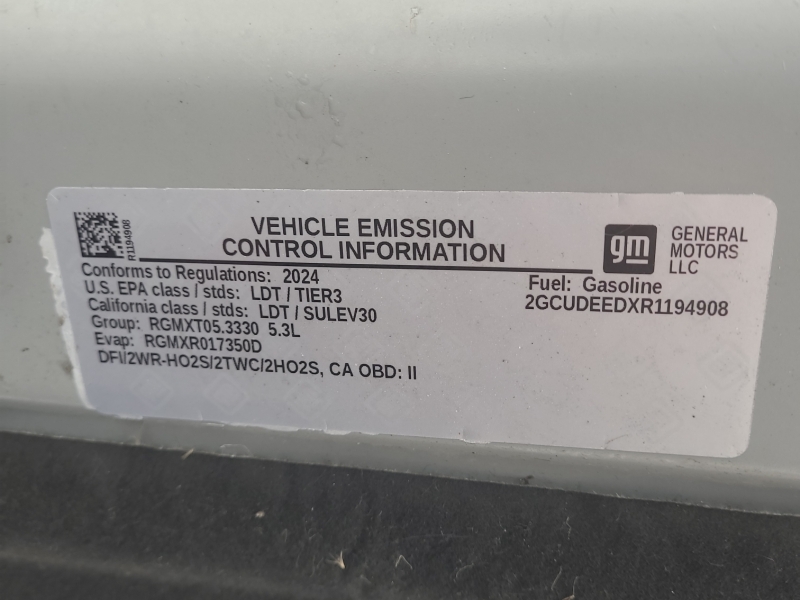 R1194908
VEHICLE EMISSION
CONTROL INFORMATION
gm
GENERAL
MOTORS
LLC
Conforms to Regulations: 2024
Fuel: Gasoline
U.S. EPA class / stds: LDT / TIER3
2GCUDEEDXR1194908
California class / stds: LDT / SULEV30
Group: RGMXT05.3330 5.3L
Evap: RGMXR017350D
DFI/2WR-HO2S/2TWC/2HO2S, CA OBD: II